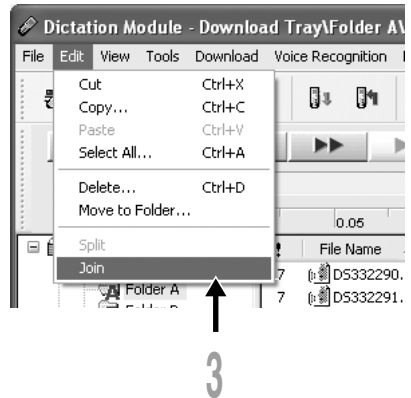 Dictation Module - Download Tray\Folder A\
File Edit View Tools Download Voice Recognition
Cut Ctrl+X
Copy... Ctrl+C
Paste Ctrl+V
Select All... Ctrl+A
Delete... Ctrl+D
Move to Folder...
Split
Join
0.05
! File Name
7 DS332290.
Folder A
7 DS332291.
3